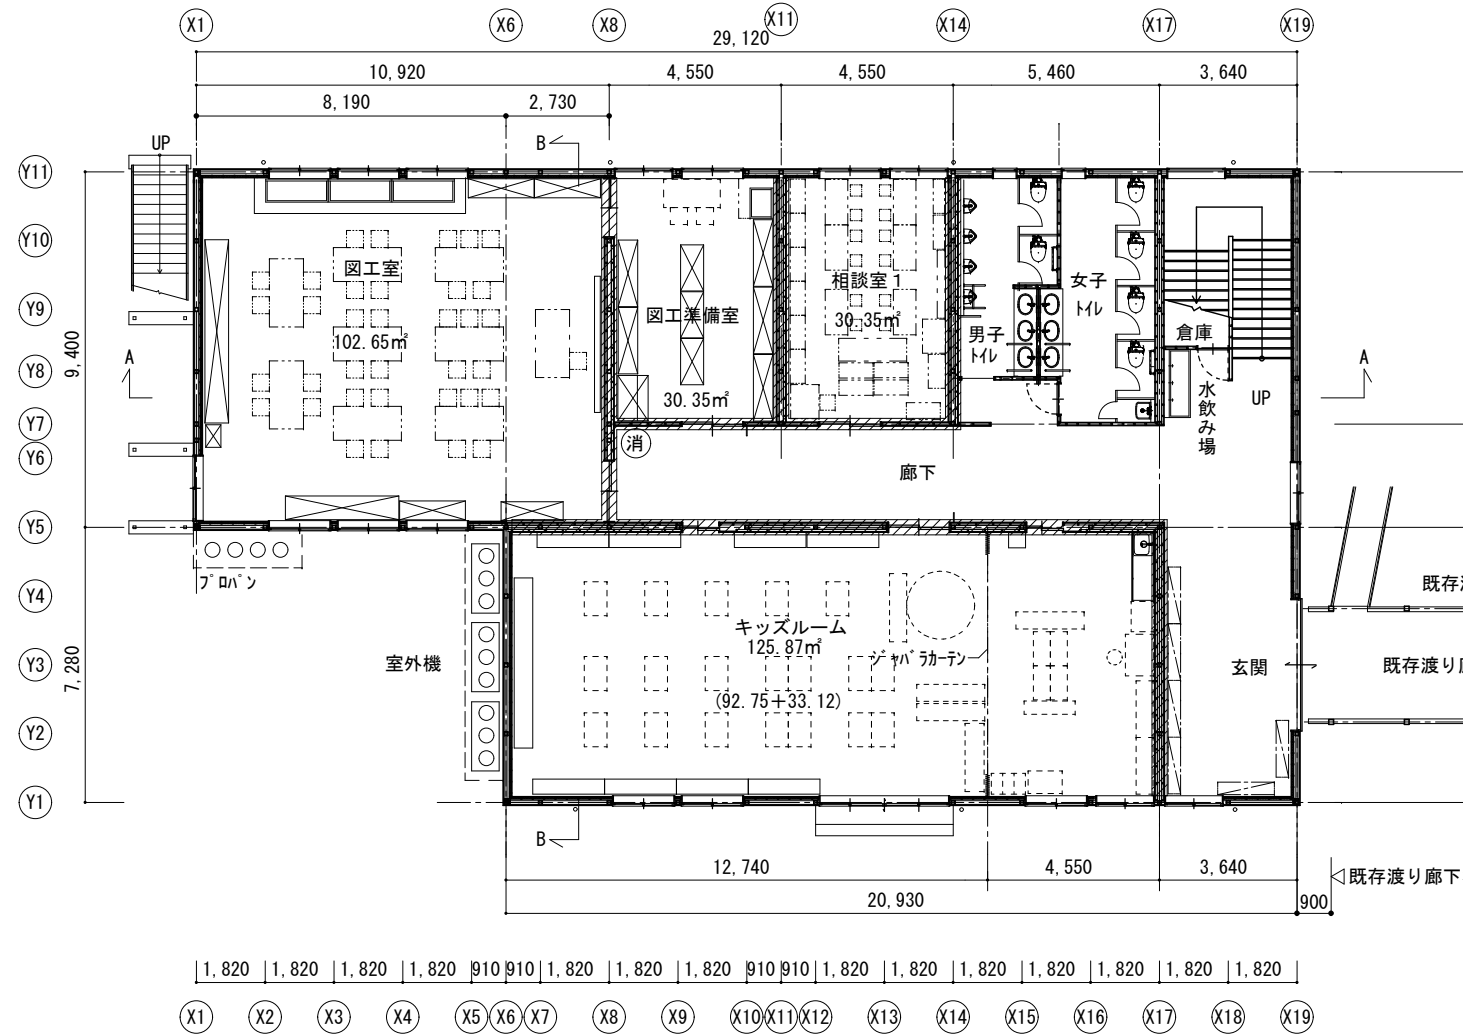 X1 X6 X8 X11 X14 X17 X19
29,120
10,920 4,550 4,550 5,460 3,640
8,190 2,730
UP
B
Y11
Y10
Y9
Y8
Y7
Y6
Y5
Y4
Y3
Y2
Y1
9,400
7,280
A
A
図工室
102.65㎡
図工準備室
30.35㎡
相談室1
30.35㎡
男子
トイレ
女子
トイレ
倉庫
水飲み場
UP
消
廊下
プロパン
室外機
キッズルーム
125.87㎡
(92.75+33.12)
ジャバラカーテン
玄関
既存渡り
B
12,740 4,550 3,640
20,930 900
既存渡り廊下
1,820 1,820 1,820 1,820 910 910 1,820 1,820 1,820 910 910 1,820 1,820 1,820 1,820 1,820 1,820 1,820
X1 X2 X3 X4 X5 X6 X7 X8 X9 X10 X11 X12 X13 X14 X15 X16 X17 X18 X19